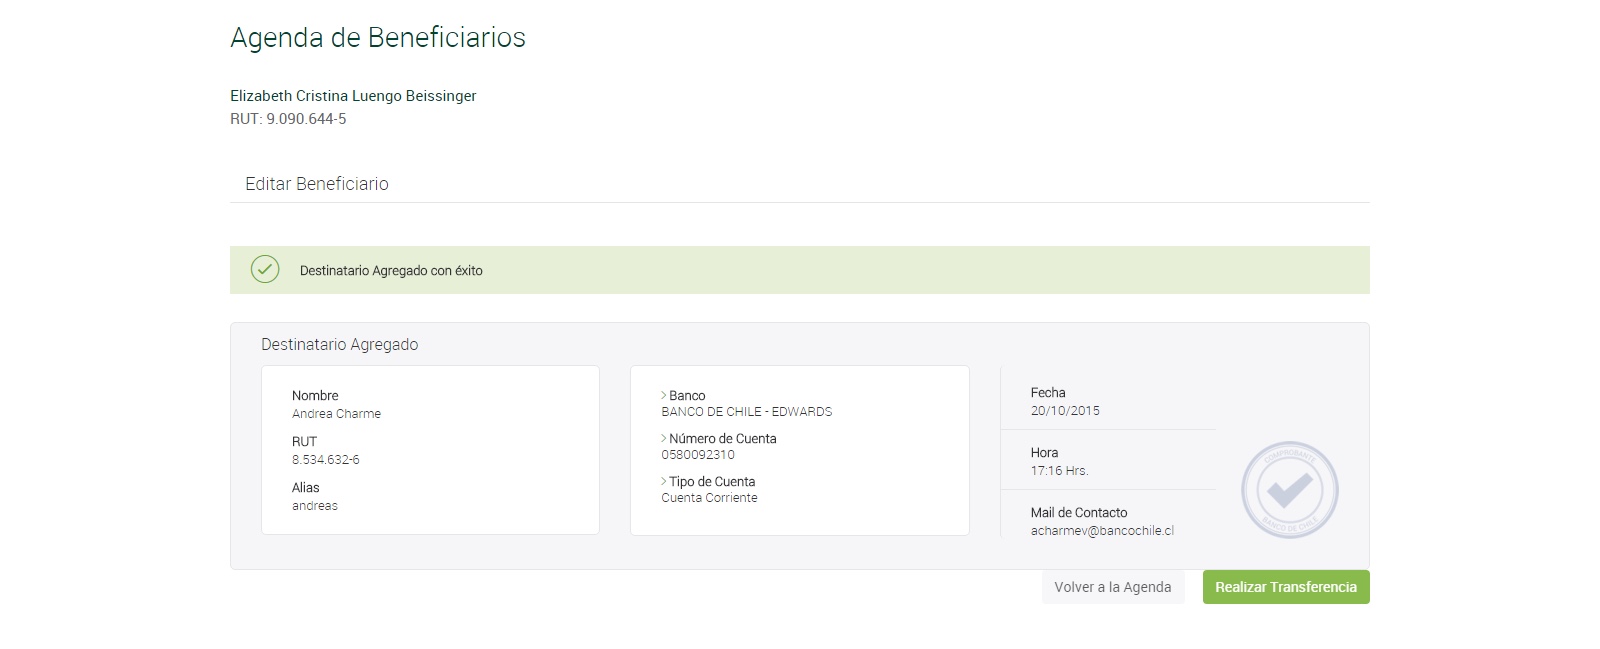 Agenda de Beneficiarios
Elizabeth Cristina Luengo Beissinger
RUT: 9.090.644-5
Editar Beneficiario
Destinatario Agregado con éxito
Destinatario Agregado
Nombre
Andrea Charme
RUT
8.534.632-6
Alias
andreas
Banco
BANCO DE CHILE - EDWARDS
Número de Cuenta
0580092310
Tipo de Cuenta
Cuenta Corriente
Fecha
20/10/2015
Hora
17:16 Hrs.
Mail de Contacto
acharmev@bancochile.cl
COMPROBANTE
BANCO DE CHILE
Volver a la Agenda
Realizar Transferencia